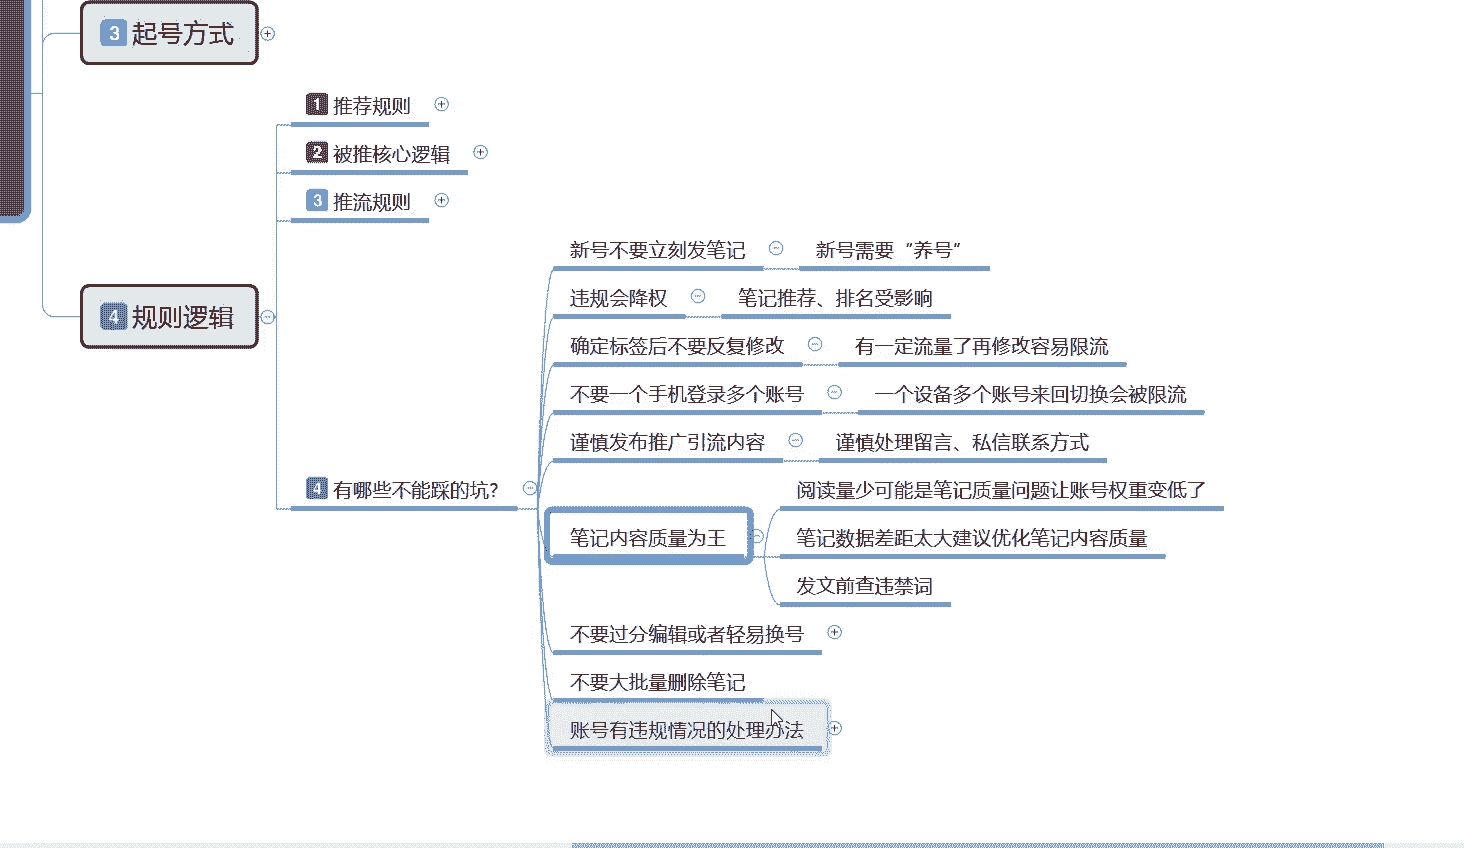 3 起号方式
1 推荐规则
2 被推核心逻辑
3 推流规则
新号不要立刻发笔记 新号需要“养号”
违规会降权 笔记推荐、排名受影响
4 规则逻辑
确定标签后不要反复修改 有一定流量了再修改容易限流
不要一个手机登录多个账号 一个设备多个账号来回切换会被限流
谨慎发布推广引流内容 谨慎处理留言、私信联系方式
4 有哪些不能踩的坑?
阅读量少可能是笔记质量问题让账号权重变低了
笔记内容质量为王 笔记数据差距太大建议优化笔记内容质量
发文前查违禁词
不要过分编辑或者轻易换号
不要大批量删除笔记
账号有违规情况的处理办法